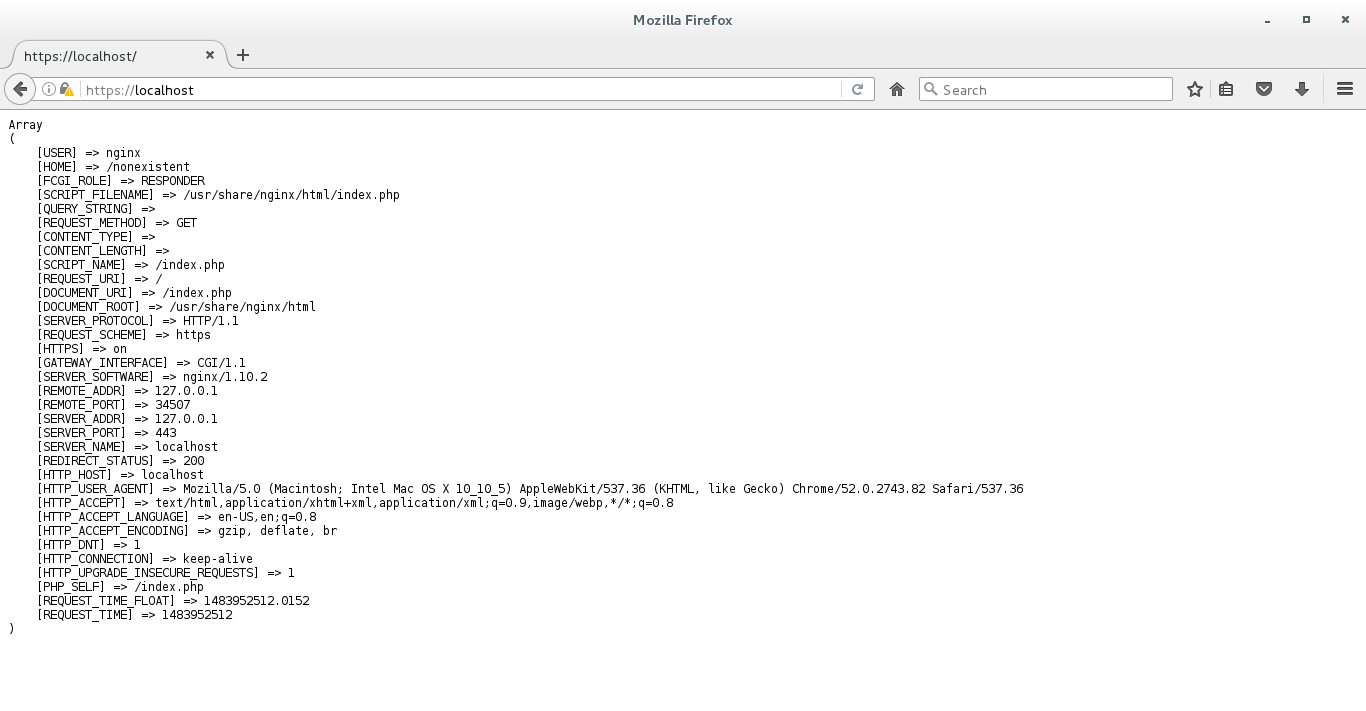 Mozilla Firefox
https://localhost/
https://localhost
Search
Array
(
    [USER] => nginx
    [HOME] => /nonexistent
    [FCGI_ROLE] => RESPONDER
    [SCRIPT_FILENAME] => /usr/share/nginx/html/index.php
    [QUERY_STRING] =>
    [REQUEST_METHOD] => GET
    [CONTENT_TYPE] =>
    [CONTENT_LENGTH] =>
    [SCRIPT_NAME] => /index.php
    [REQUEST_URI] => /
    [DOCUMENT_URI] => /index.php
    [DOCUMENT_ROOT] => /usr/share/nginx/html
    [SERVER_PROTOCOL] => HTTP/1.1
    [REQUEST_SCHEME] => https
    [HTTPS] => on
    [GATEWAY_INTERFACE] => CGI/1.1
    [SERVER_SOFTWARE] => nginx/1.10.2
    [REMOTE_ADDR] => 127.0.0.1
    [REMOTE_PORT] => 34507
    [SERVER_ADDR] => 127.0.0.1
    [SERVER_PORT] => 443
    [SERVER_NAME] => localhost
    [REDIRECT_STATUS] => 200
    [HTTP_HOST] => localhost
    [HTTP_USER_AGENT] => Mozilla/5.0 (Macintosh; Intel Mac OS X 10_10_5) AppleWebKit/537.36 (KHTML, like Gecko) Chrome/52.0.2743.82 Safari/537.36
    [HTTP_ACCEPT] => text/html,application/xhtml+xml,application/xml;q=0.9,image/webp,*/*;q=0.8
    [HTTP_ACCEPT_LANGUAGE] => en-US,en;q=0.8
    [HTTP_ACCEPT_ENCODING] => gzip, deflate, br
    [HTTP_DNT] => 1
    [HTTP_CONNECTION] => keep-alive
    [HTTP_UPGRADE_INSECURE_REQUESTS] => 1
    [PHP_SELF] => /index.php
    [REQUEST_TIME_FLOAT] => 1483952512.0152
    [REQUEST_TIME] => 1483952512
)